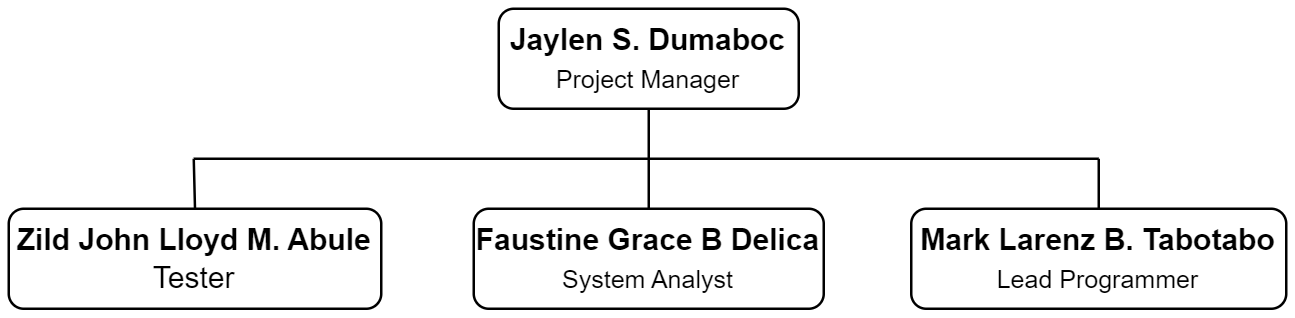 Jaylen S. Dumaboc
Project Manager
Zild John Lloyd M. Abule
Tester
Faustine Grace B Delica
System Analyst
Mark Larenz B. Tabotabo
Lead Programmer